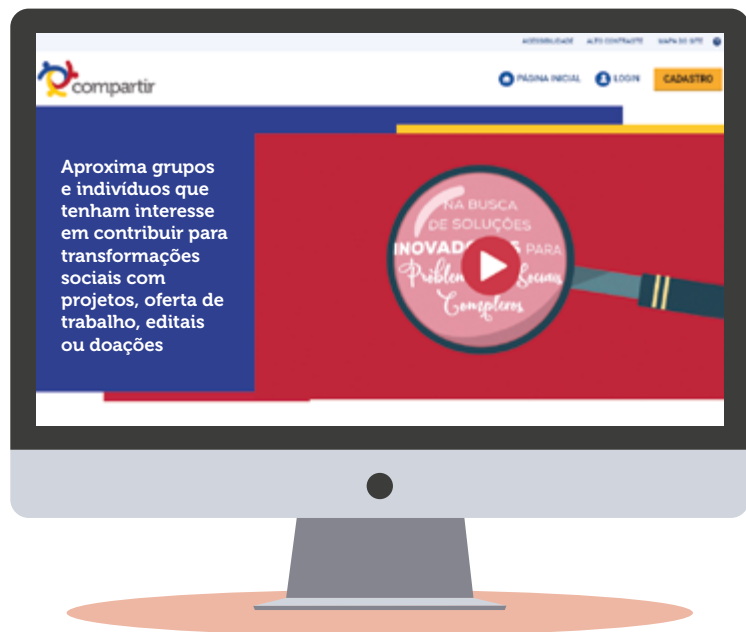 ACESSIBILIDADE ALTO CONTRASTE MAPA DO SITE
compartir
PÁGINA INICIAL LOGIN CADASTRO
Aproxima grupos
e indivíduos que
tenham interesse
em contribuir para
transformações
sociais com
projetos, oferta de
trabalho, editais
ou doações
NA BUSCA
DE SOLUÇÕES
PARA
Sociais